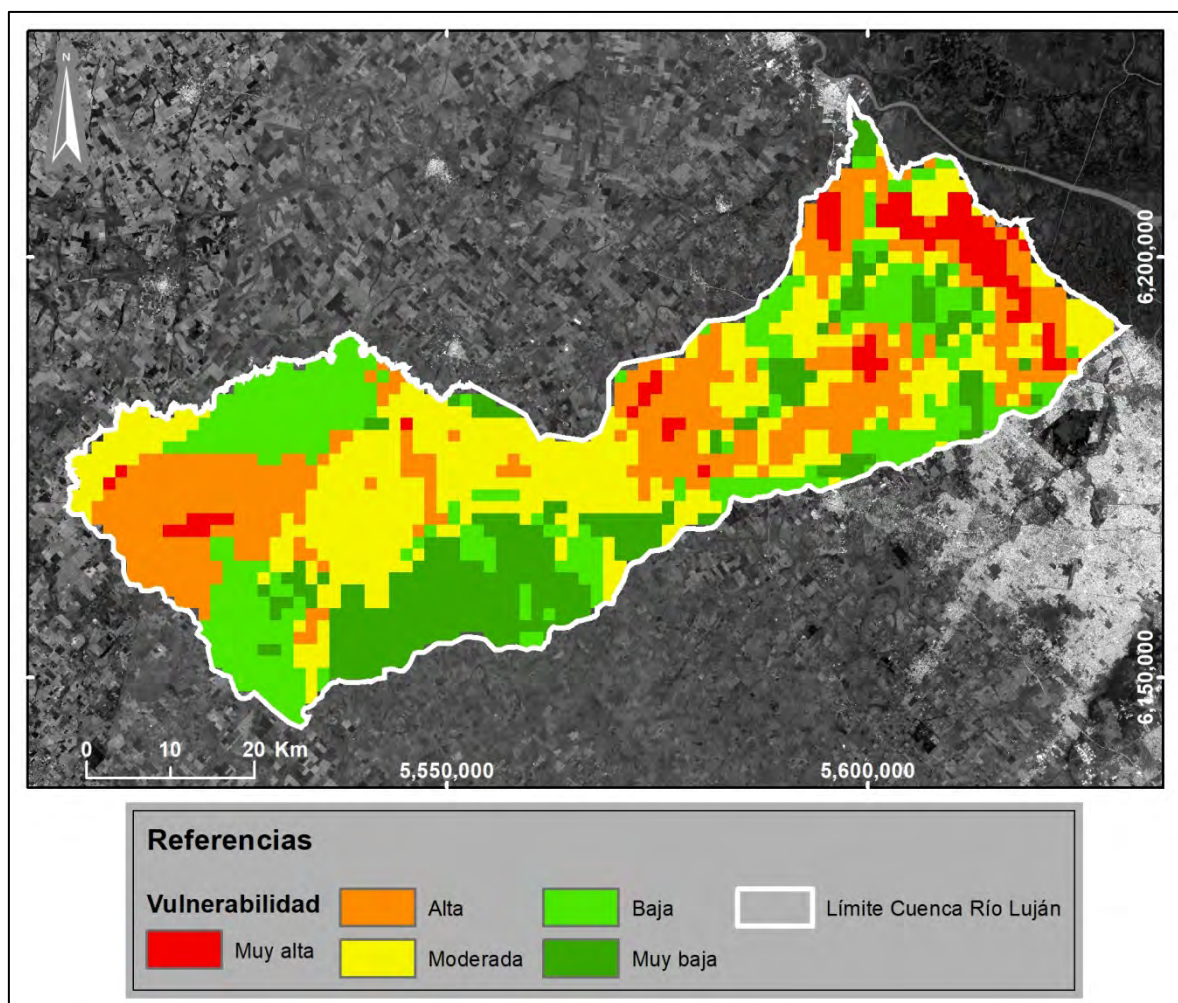 N
6,200,000
6,150,000
0 10 20 Km
5,550,000 5,600,000
Referencias
Vulnerabilidad
Muy alta
Alta
Moderada
Baja
Muy baja
Límite Cuenca Río Luján